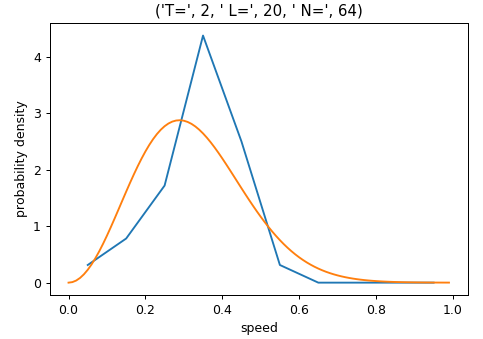 ('T=', 2, ' L=', 20, ' N=', 64)
probability density
4
3
2
1
0
0.0 0.2 0.4 0.6 0.8 1.0
speed